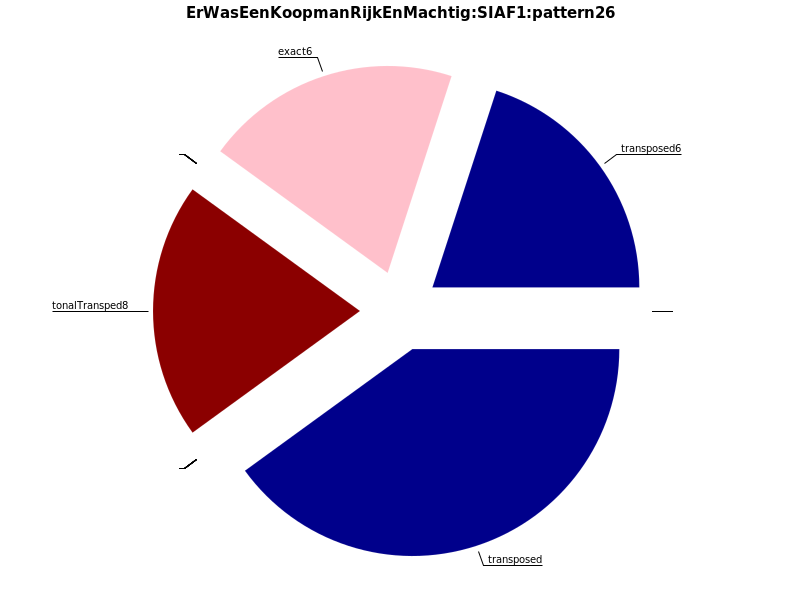 ErWasEenKoopmanRijkEnMachtig:SIAF1:pattern26
exact6
transposed6
tonalTransped8
transposed